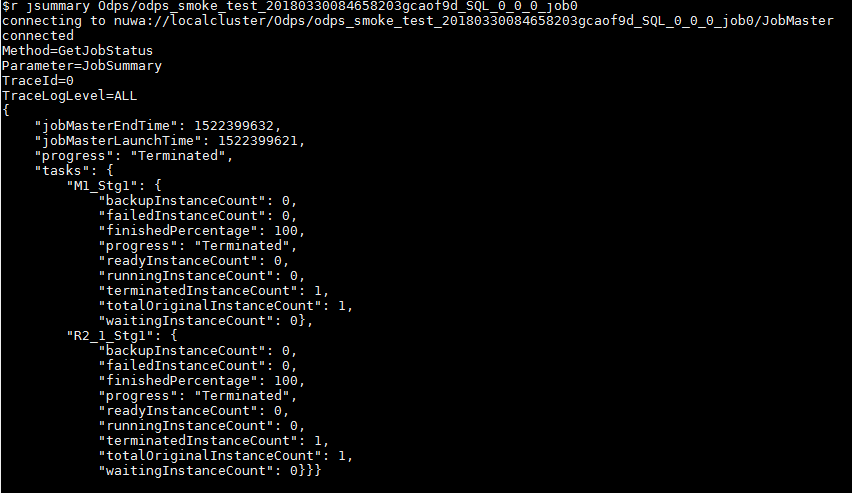 $r jsummary Odps/odps_smoke_test_20180330084658203gcaof9d_SQL_0_0_0_job0
connecting to nuwa://localcluster/Odps/odps_smoke_test_20180330084658203gcaof9d_SQL_0_0_0_job0/JobMaster
connected
Method=GetJobStatus
Parameter=JobSummary
TraceId=0
TraceLogLevel=ALL
{
    "jobMasterEndTime": 1522399632,
    "jobMasterLaunchTime": 1522399621,
    "progress": "Terminated",
    "tasks": {
        "M1_Stg1": {
            "backupInstanceCount": 0,
            "failedInstanceCount": 0,
            "finishedPercentage": 100,
            "progress": "Terminated",
            "readyInstanceCount": 0,
            "runningInstanceCount": 0,
            "terminatedInstanceCount": 1,
            "totalOriginalInstanceCount": 1,
            "waitingInstanceCount": 0},
        "R2_1_Stg1": {
            "backupInstanceCount": 0,
            "failedInstanceCount": 0,
            "finishedPercentage": 100,
            "progress": "Terminated",
            "readyInstanceCount": 0,
            "runningInstanceCount": 0,
            "terminatedInstanceCount": 1,
            "totalOriginalInstanceCount": 1,
            "waitingInstanceCount": 0}}}